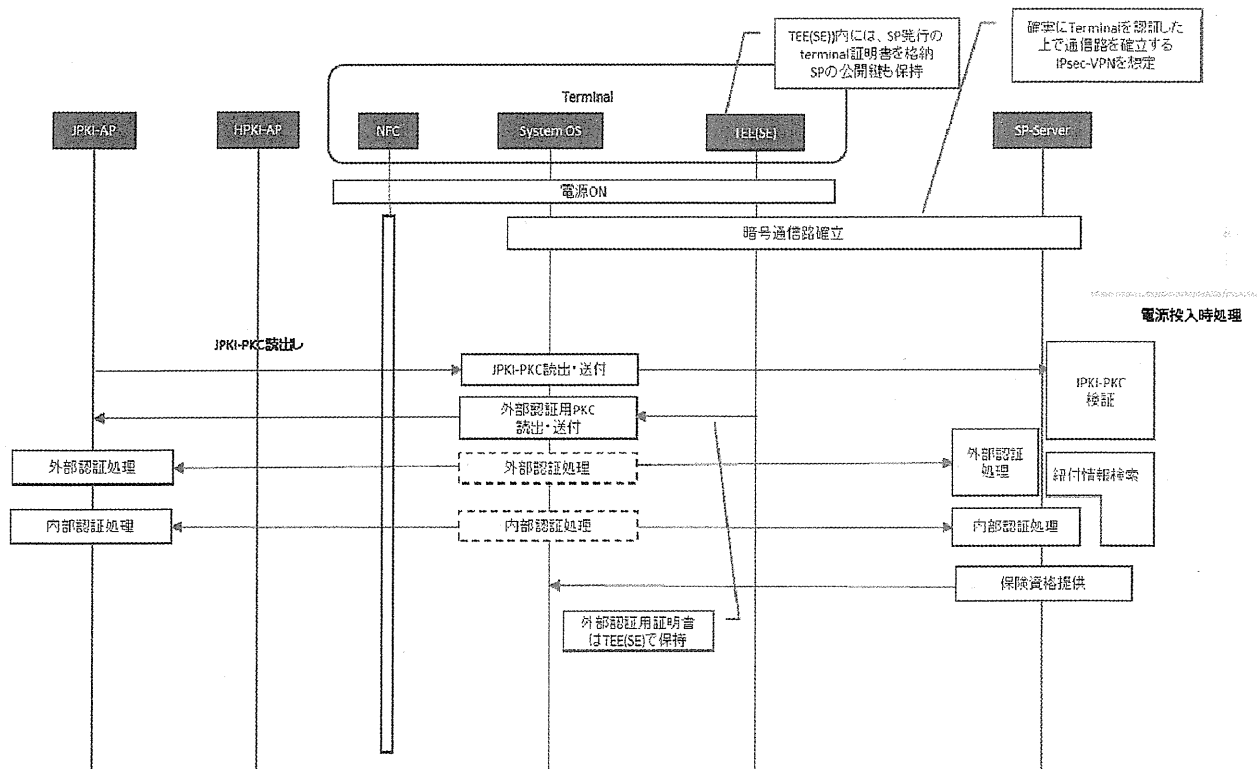 TEE(SE))内には、SP発行の
terminal証明書を格納
SPの公開鍵も保持
確実にTerminalを認証した
上で通信路を確立する
IPsec-VPNを想定
Terminal
JPKI-AP
HPKI-AP
NFC
System OS
TEE(SE)
SP-Server
電源ON
暗号通信路確立
電源投入時処理
JPKI-PKC読出し
JPKI-PKC読出・送付
JPKI-PKC
検証
外部認証用PKC
読出・送付
外部認証処理
外部認証処理
外部認証
処理
紐付情報検索
内部認証処理
内部認証処理
内部認証処理
保険資格提供
外部認証用証明書
はTEE(SE)で保持